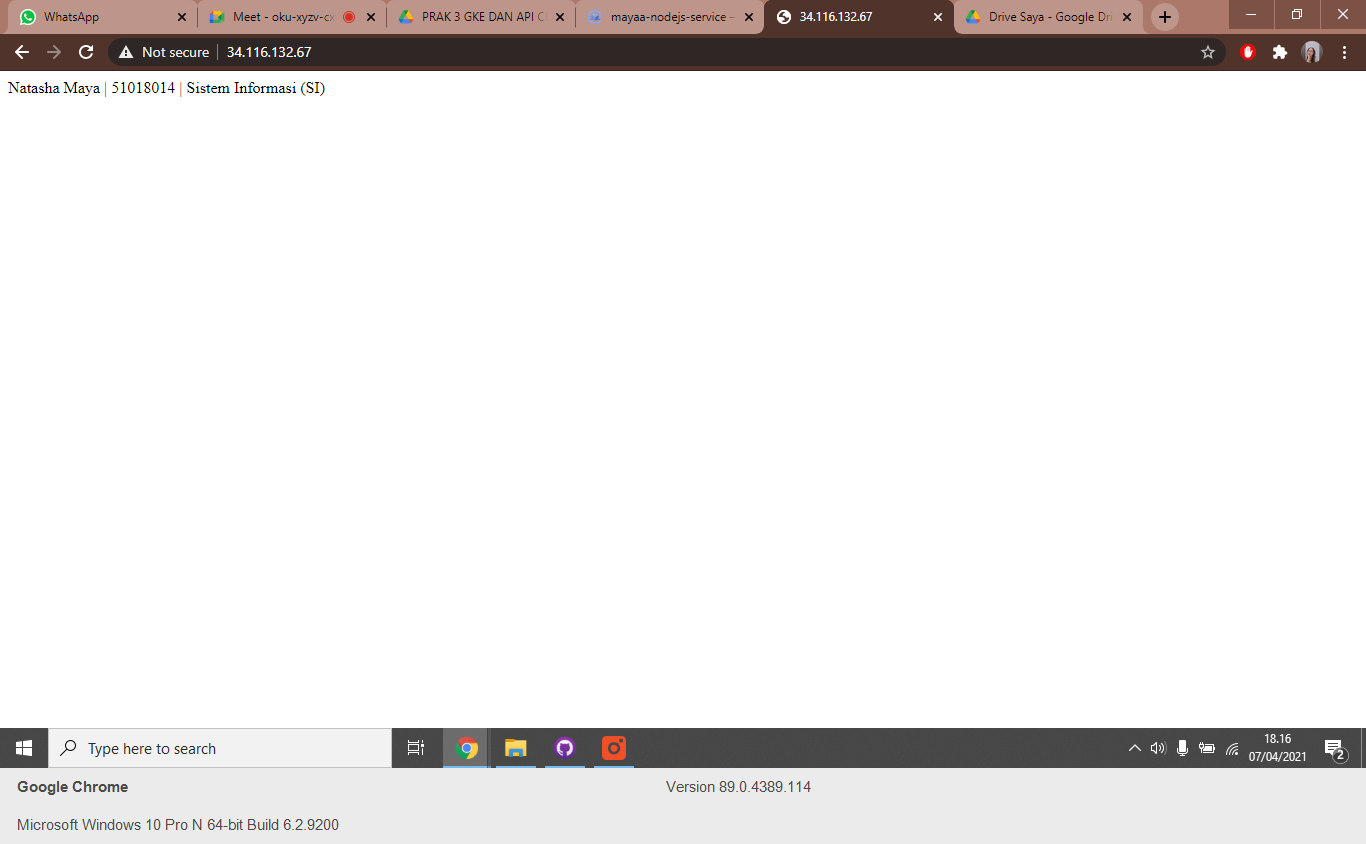 WhatsApp
Meet - oku-xyzv-cx
PRAK 3 GKE DAN API C
mayaa-nodejs-service –
34.116.132.67
Drive Saya - Google Dri
Not secure
34.116.132.67
Natasha Maya | 51018014 | Sistem Informasi (SI)
Type here to search
18.16
07/04/2021
2
Google Chrome
Version 89.0.4389.114
Microsoft Windows 10 Pro N 64-bit Build 6.2.9200